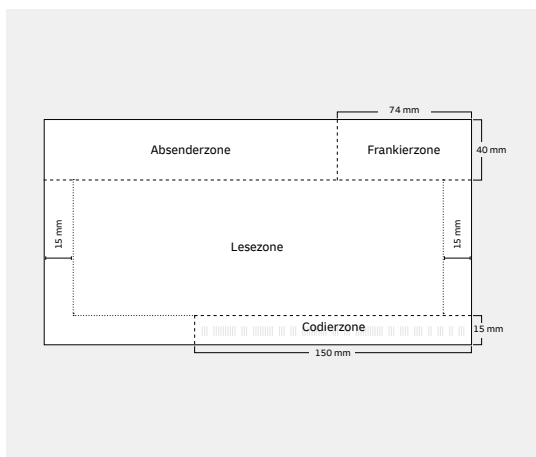 74 mm
Absenderzone
Frankierzone
40 mm
15 mm
Lesezone
15 mm
Codierzone
15 mm
150 mm